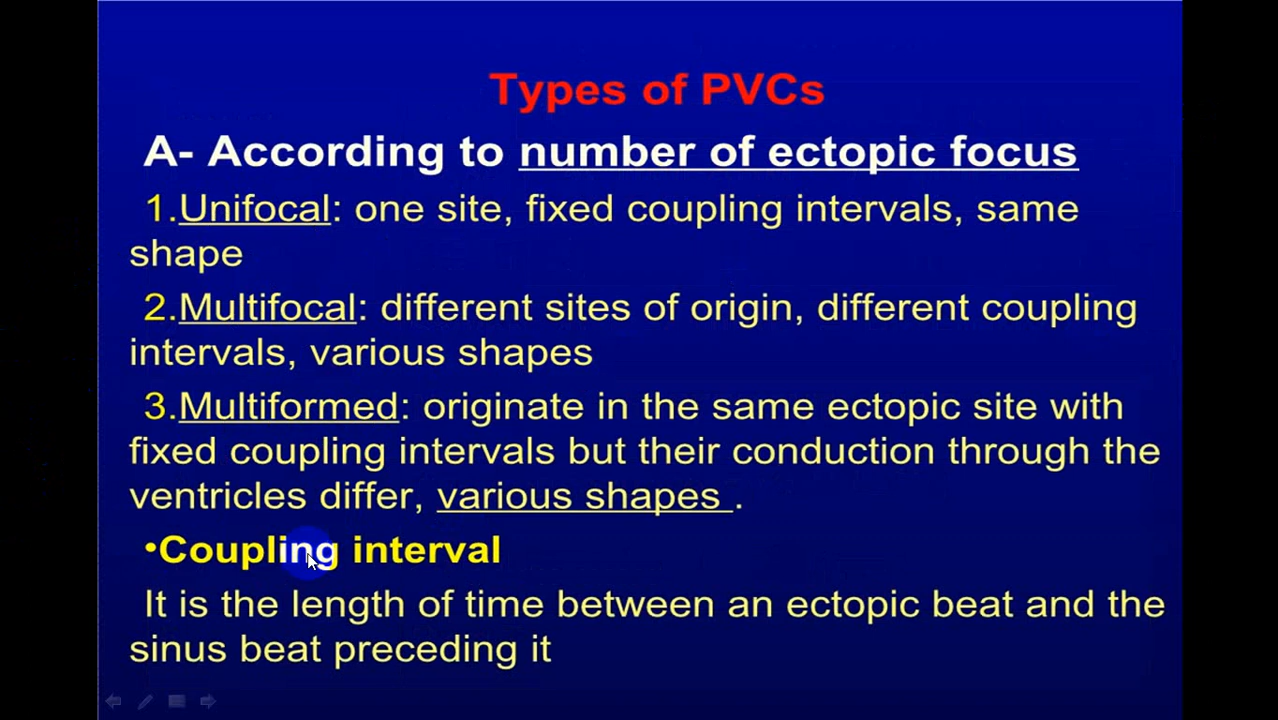 Types of PVCs
A- According to number of ectopic focus
1.Unifocal: one site, fixed coupling intervals, same
shape
2.Multifocal: different sites of origin, different coupling
intervals, various shapes
3.Multiformed: originate in the same ectopic site with
fixed coupling intervals but their conduction through the
ventricles differ, various shapes .
•Coupling interval
It is the length of time between an ectopic beat and the
sinus beat preceding it